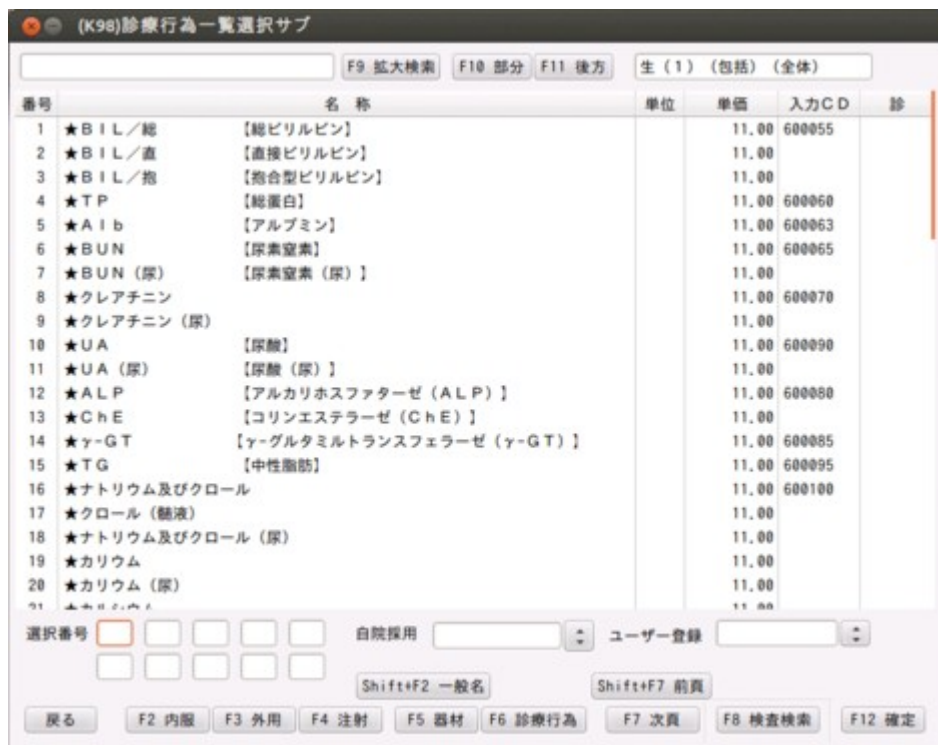 (K98)診療行為一覧選択サブ
F9 拡大検索 F10 部分 F11 後方 生（１）（包括）（全体）
番号 名 称 単位 単価 入力ＣＤ 診
1 ★ＢＩＬ／総 【総ビリルビン】 11.00 600055
2 ★ＢＩＬ／直 【直接ビリルビン】 11.00
3 ★ＢＩＬ／抱 【抱合型ビリルビン】 11.00
4 ★ＴＰ 【総蛋白】 11.00 600060
5 ★Ａｌｂ 【アルブミン】 11.00 600063
6 ★ＢＵＮ 【尿素窒素】 11.00 600065
7 ★ＢＵＮ（尿） 【尿素窒素（尿）】 11.00
8 ★クレアチニン 11.00 600070
9 ★クレアチニン（尿） 11.00
10 ★ＵＡ 【尿酸】 11.00 600090
11 ★ＵＡ（尿） 【尿酸（尿）】 11.00
12 ★ＡＬＰ 【アルカリホスファターゼ（ＡＬＰ）】 11.00 600080
13 ★ＣｈＥ 【コリンエステラーゼ（ＣｈＥ）】 11.00
14 ★γ-ＧＴ 【γ-グルタミルトランスフェラーゼ（γ-ＧＴ）】 11.00 600085
15 ★ＴＧ 【中性脂肪】 11.00 600095
16 ★ナトリウム及びクロール 11.00 600100
17 ★クロール（髄液） 11.00
18 ★ナトリウム及びクロール（尿） 11.00
19 ★カリウム 11.00
20 ★カリウム（尿） 11.00
21 ★カルシウム 11.00
選択番号 自院採用 ユーザー登録
Shift+F2 一般名 Shift+F7 前頁
戻る F2 内服 F3 外用 F4 注射 F5 器材 F6 診療行為 F7 次頁 F8 検査検索 F12 確定